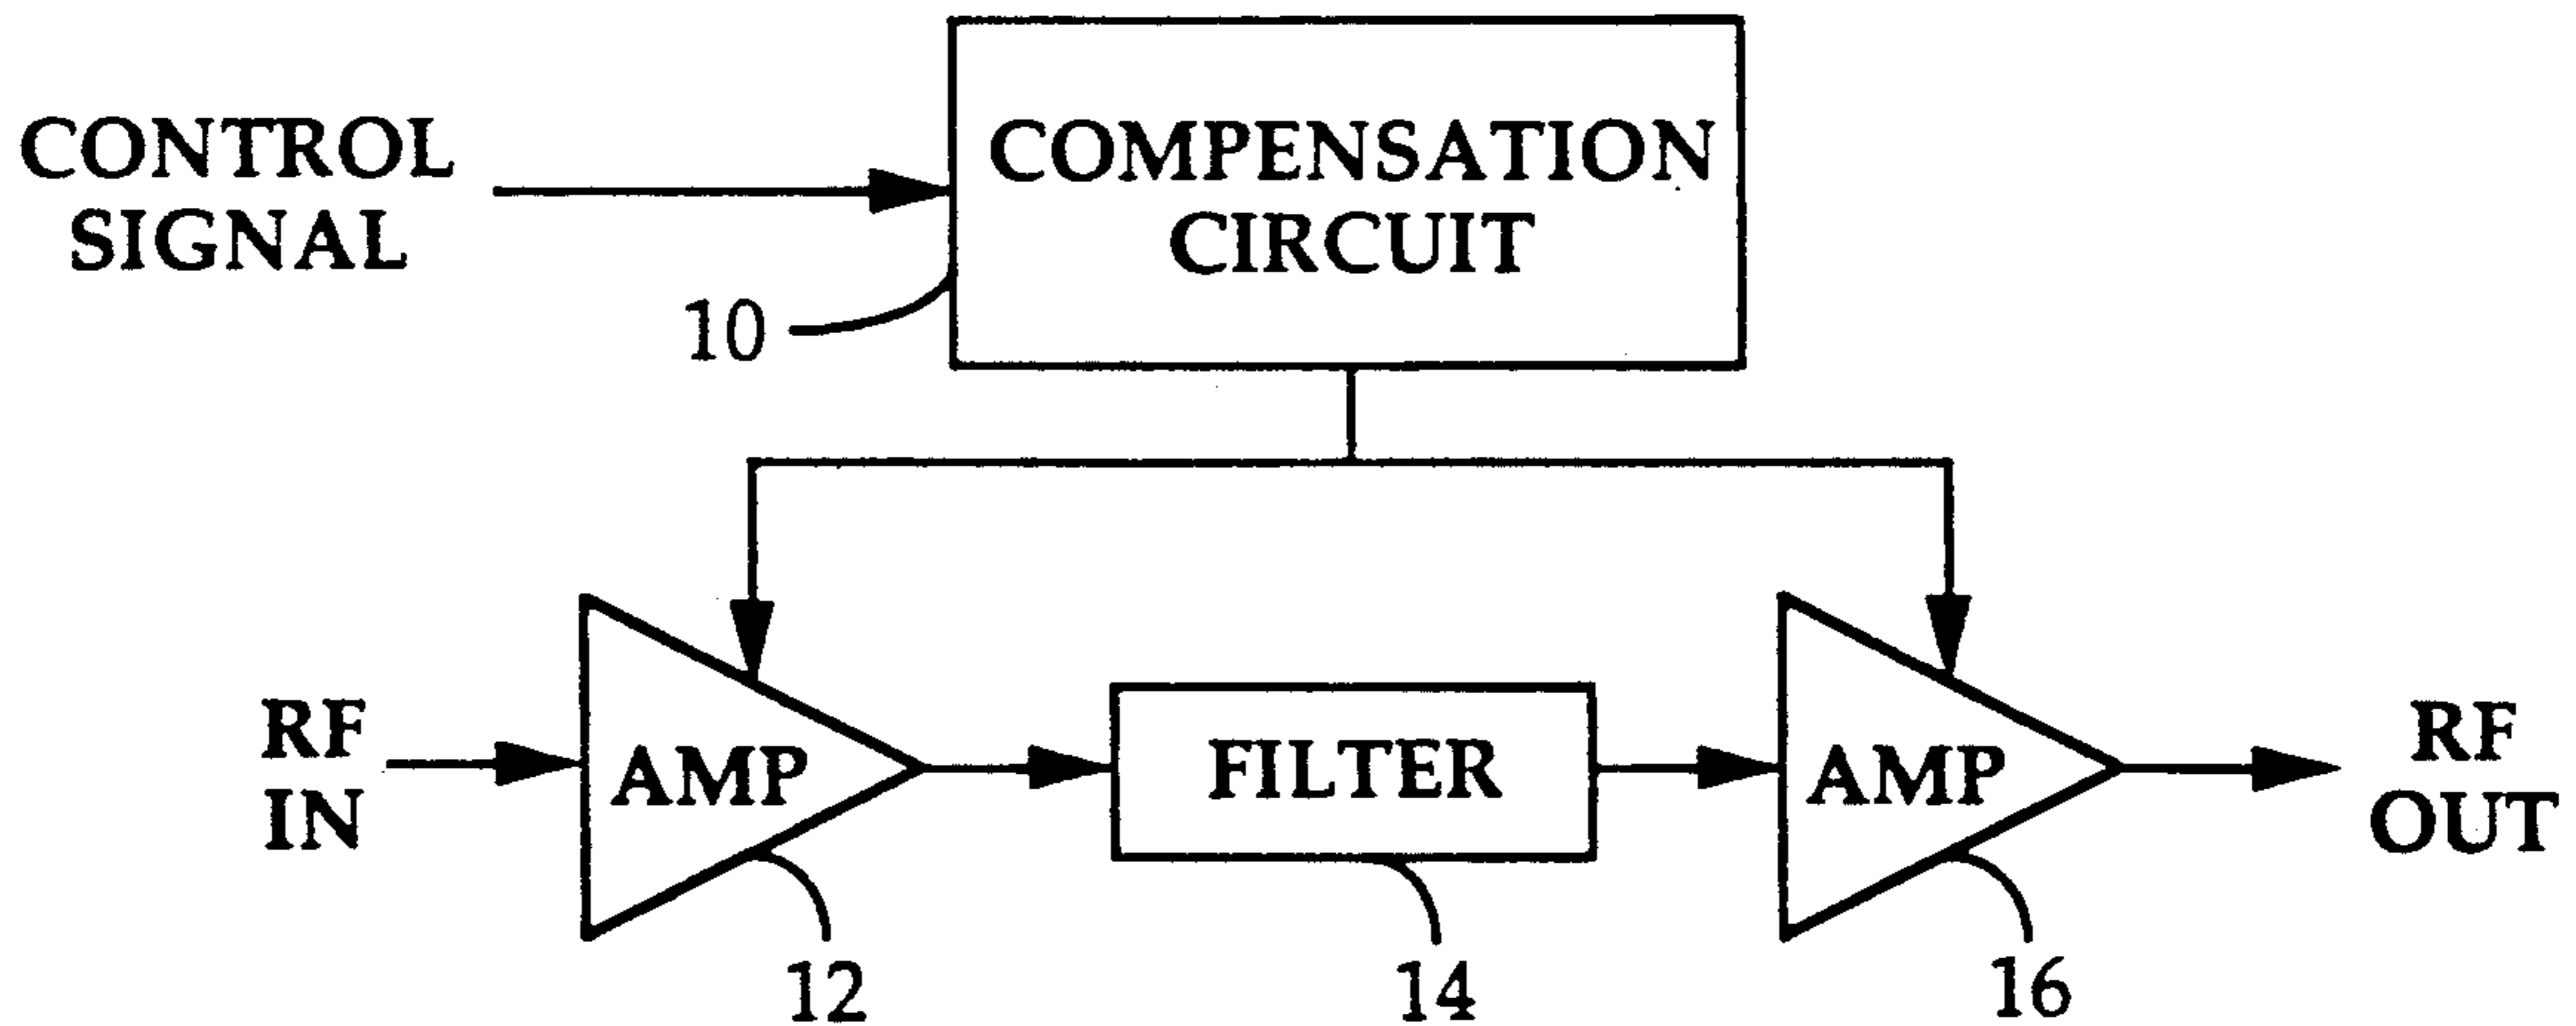 CONTROL
SIGNAL
COMPENSATION
CIRCUIT
10
RF
IN
AMP
FILTER
AMP
RF
OUT
12
14
16